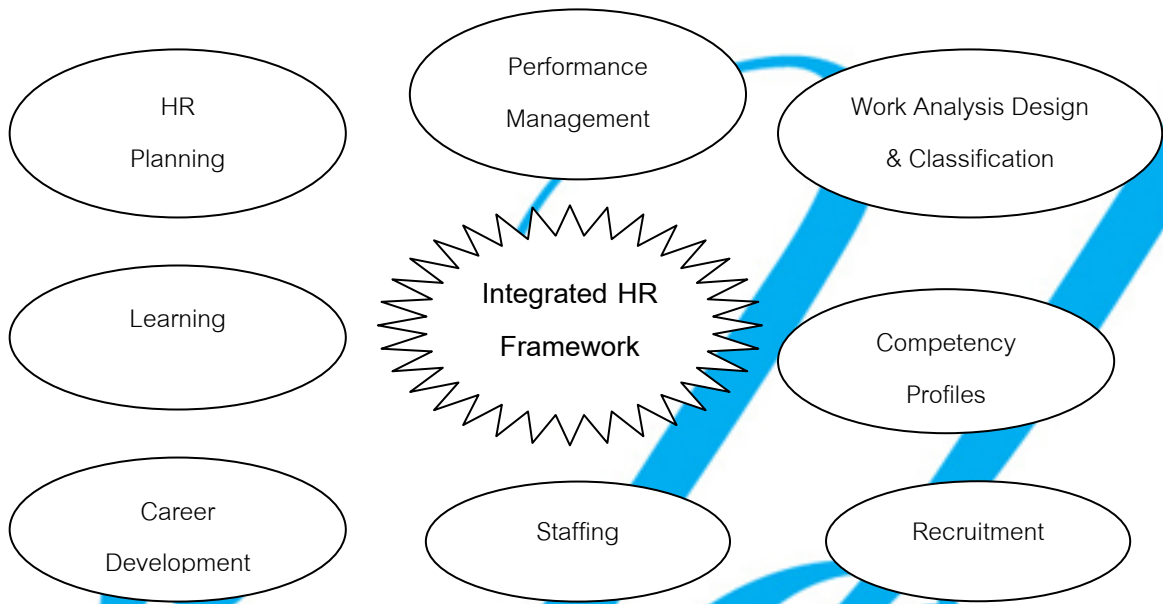 HR
Planning
Performance
Management
Work Analysis Design
& Classification
Learning
Integrated HR
Framework
Competency
Profiles
Career
Development
Staffing
Recruitment